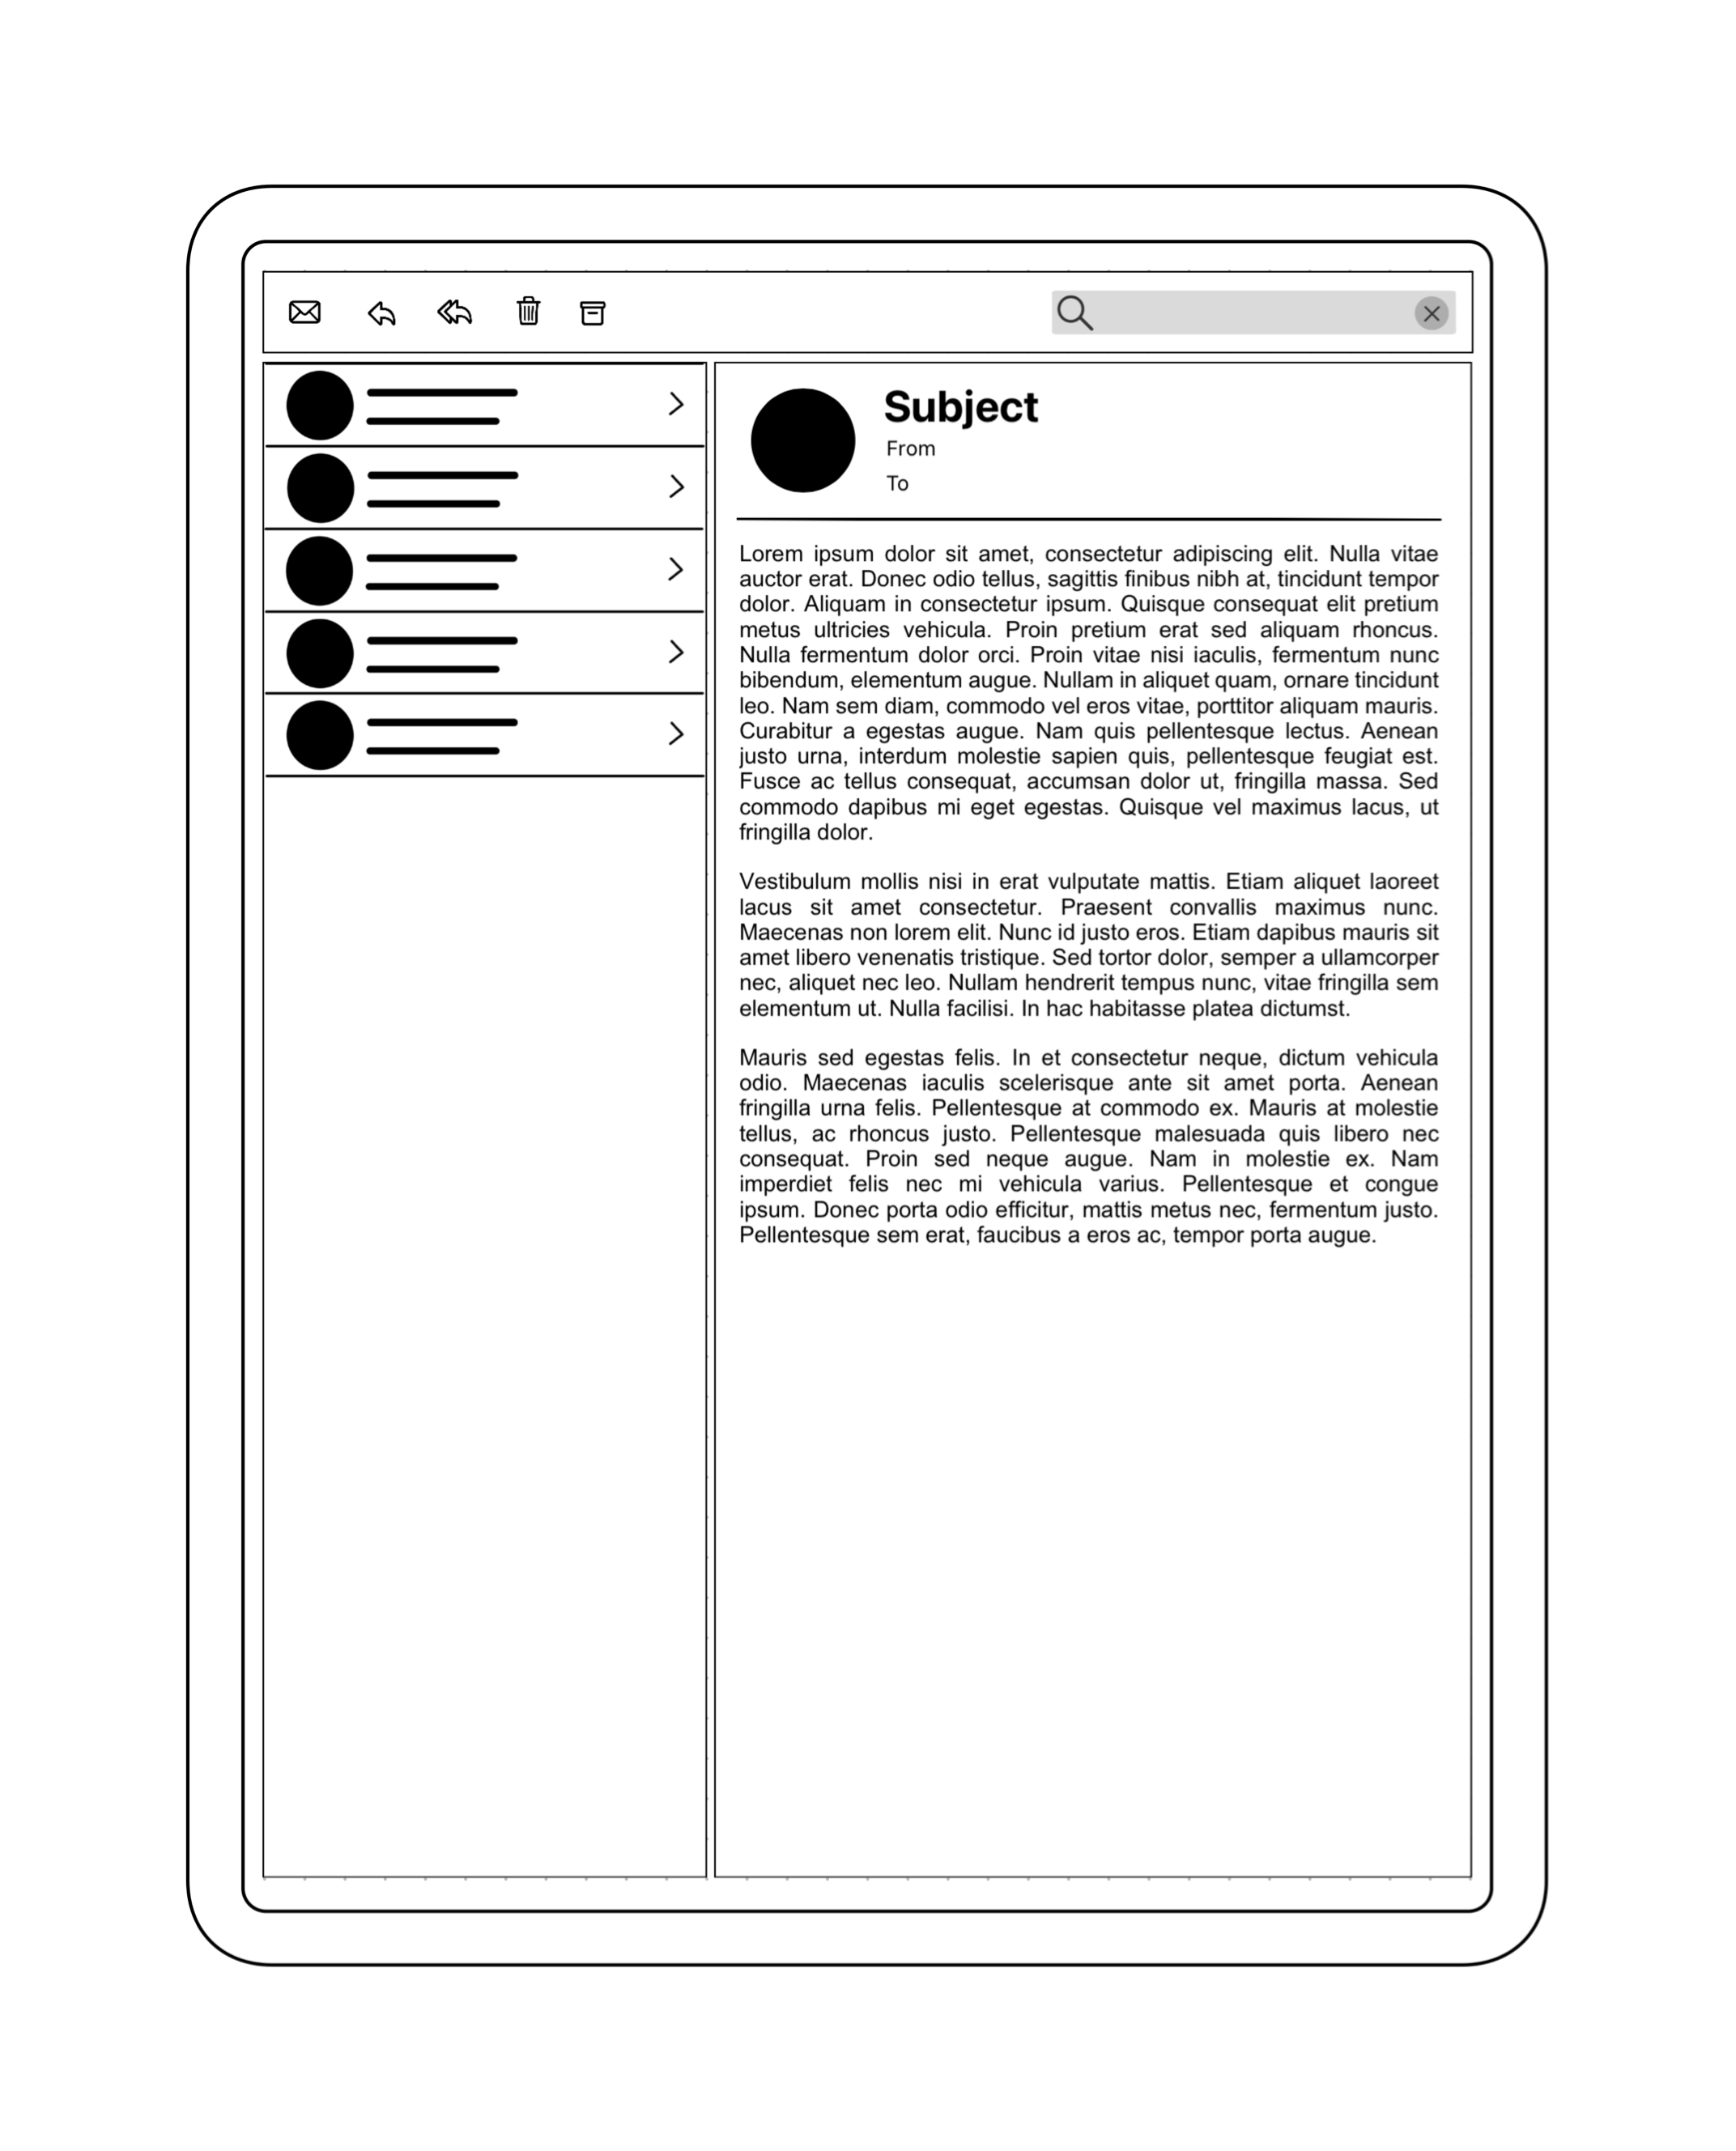 Subject
From
To
Lorem ipsum dolor sit amet, consectetur adipiscing elit. Nulla vitae
auctor erat. Donec odio tellus, sagittis finibus nibh at, tincidunt tempor
dolor. Aliquam in consectetur ipsum. Quisque consequat elit pretium
metus ultricies vehicula. Proin pretium erat sed aliquam rhoncus.
Nulla fermentum dolor orci. Proin vitae nisi iaculis, fermentum nunc
bibendum, elementum augue. Nullam in aliquet quam, ornare tincidunt
leo. Nam sem diam, commodo vel eros vitae, porttitor aliquam mauris.
Curabitur a egestas augue. Nam quis pellentesque lectus. Aenean
justo urna, interdum molestie sapien quis, pellentesque feugiat est.
Fusce ac tellus consequat, accumsan dolor ut, fringilla massa. Sed
commodo dapibus mi eget egestas. Quisque vel maximus lacus, ut
fringilla dolor.
Vestibulum mollis nisi in erat vulputate mattis. Etiam aliquet laoreet
lacus sit amet consectetur. Praesent convallis maximus nunc.
Maecenas non lorem elit. Nunc id justo eros. Etiam dapibus mauris sit
amet libero venenatis tristique. Sed tortor dolor, semper a ullamcorper
nec, aliquet nec leo. Nullam hendrerit tempus nunc, vitae fringilla sem
elementum ut. Nulla facilisi. In hac habitasse platea dictumst.
Mauris sed egestas felis. In et consectetur neque, dictum vehicula
odio. Maecenas iaculis scelerisque ante sit amet porta. Aenean
fringilla urna felis. Pellentesque at commodo ex. Mauris at molestie
tellus, ac rhoncus justo. Pellentesque malesuada quis libero nec
consequat. Proin sed neque augue. Nam in molestie ex. Nam
imperdiet felis nec mi vehicula varius. Pellentesque et congue
ipsum. Donec porta odio efficitur, mattis metus nec, fermentum justo.
Pellentesque sem erat, faucibus a eros ac, tempor porta augue.